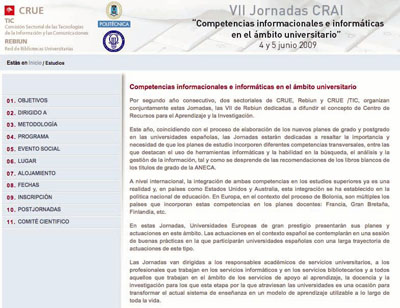 CRUE
TIC
Comisión Sectorial de las Tecnologías
de la Información y las Comunicaciones
REBIUN
Red de Bibliotecas Universitarias
POLITÉCNICA
VII Jornadas CRAI
"Competencias informacionales e informáticas
en el ámbito universitario"
4 y 5 junio 2009
Estás en Inicio / Estudios
01. OBJETIVOS
02. DIRIGIDO A
03. METODOLOGÍA
04. PROGRAMA
05. EVENTO SOCIAL
06. LUGAR
07. ALOJAMIENTO
08. FECHAS
09. INSCRIPCIÓN
10. POSTJORNADAS
11. COMITÉ CIENTIFICO
Competencias informacionales e informáticas en el ámbito universitario
Por segundo año consecutivo, dos sectoriales de CRUE, Rebiun y CRUE /TIC, organizan
conjuntamente estas Jornadas, las VII de Rebiun dedicadas a difundir el concepto de Centro de
Recursos para el Aprendizaje y la Investigación.
Este año, coincidiendo con el proceso de elaboración de los nuevos planes de grado y postgrado
en las universidades españolas, las Jornadas estarán dedicadas a resaltar la importancia y
necesidad de que los planes de estudio incorporen diferentes competencias transversales, entre las
que destacan el uso de herramientas informáticas y la habilidad en la búsqueda, el análisis y la
gestión de la información, tal y como se desprende de las recomendaciones de los libros blancos de
los títulos de grado de la ANECA.
A nivel internacional, la integración de ambas competencias en los estudios superiores ya es una
realidad y, en países como Estados Unidos y Australia, esta integración se ha establecido en la
política nacional de educación. En Europa, en el contexto del proceso de Bolonia, son múltiples los
países que incorporan estas competencias en los planes docentes: Francia, Gran Bretaña,
Finlandia, etc.
En estas Jornadas, Universidades Europeas de gran prestigio presentarán sus planes y
actuaciones en este ámbito. Las actuaciones en el contexto español se contemplarán en una sesión
de buenas prácticas en la que participarán universidades españolas con una larga trayectoria de
actuaciones de este tipo.
Las Jornadas van dirigidas a los responsables académicos de servicios universitarios, a los
profesionales que trabajan en los servicios informáticos y los servicios bibliotecarios y a todos
aquellos que trabajen en el ámbito de los servicios de apoyo al aprendizaje, la docencia y la
investigación para los que esta etapa por la que atraviesan las universidades es una ocasión para
transformar el actual sistema de enseñanza en un modelo de aprendizaje utilizable a lo largo de
toda la vida.